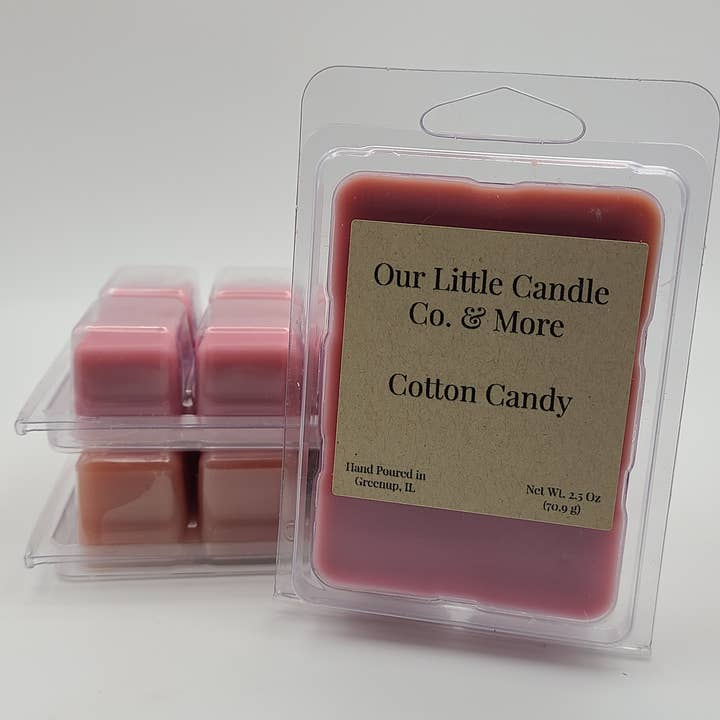 Our Little Candle
Co. & More
Cotton Candy
Hand Poured in
Greenup, IL
Net Wt. 2.5 Oz
(70.9 g)